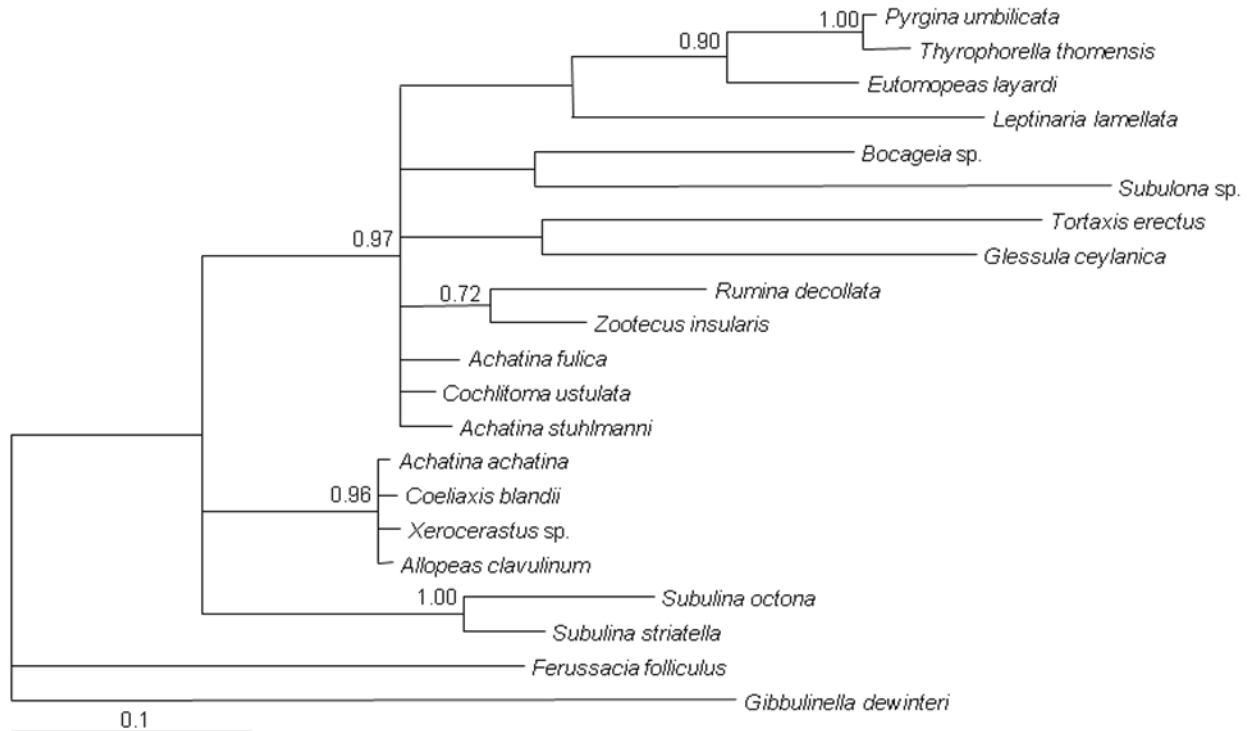 1.00
Pyrgina umbilicata
0.90
Thyrophorella thomensis
Eutomopeas layardi
Leptinaria lamellata
Bocageia sp.
Subulona sp.
Tortaxis erectus
0.97
Glessula ceylanica
0.72
Rumina decollata
Zootecus insularis
Achatina fulica
Cochlitoma ustulata
Achatina stuhlmanni
Achatina achatina
0.96
Coeliaxis blandii
Xerocerastus sp.
Allopeas clavulinum
1.00
Subulina octona
Subulina striatella
Ferussacia folliculus
Gibbulinella dewinteri
0.1